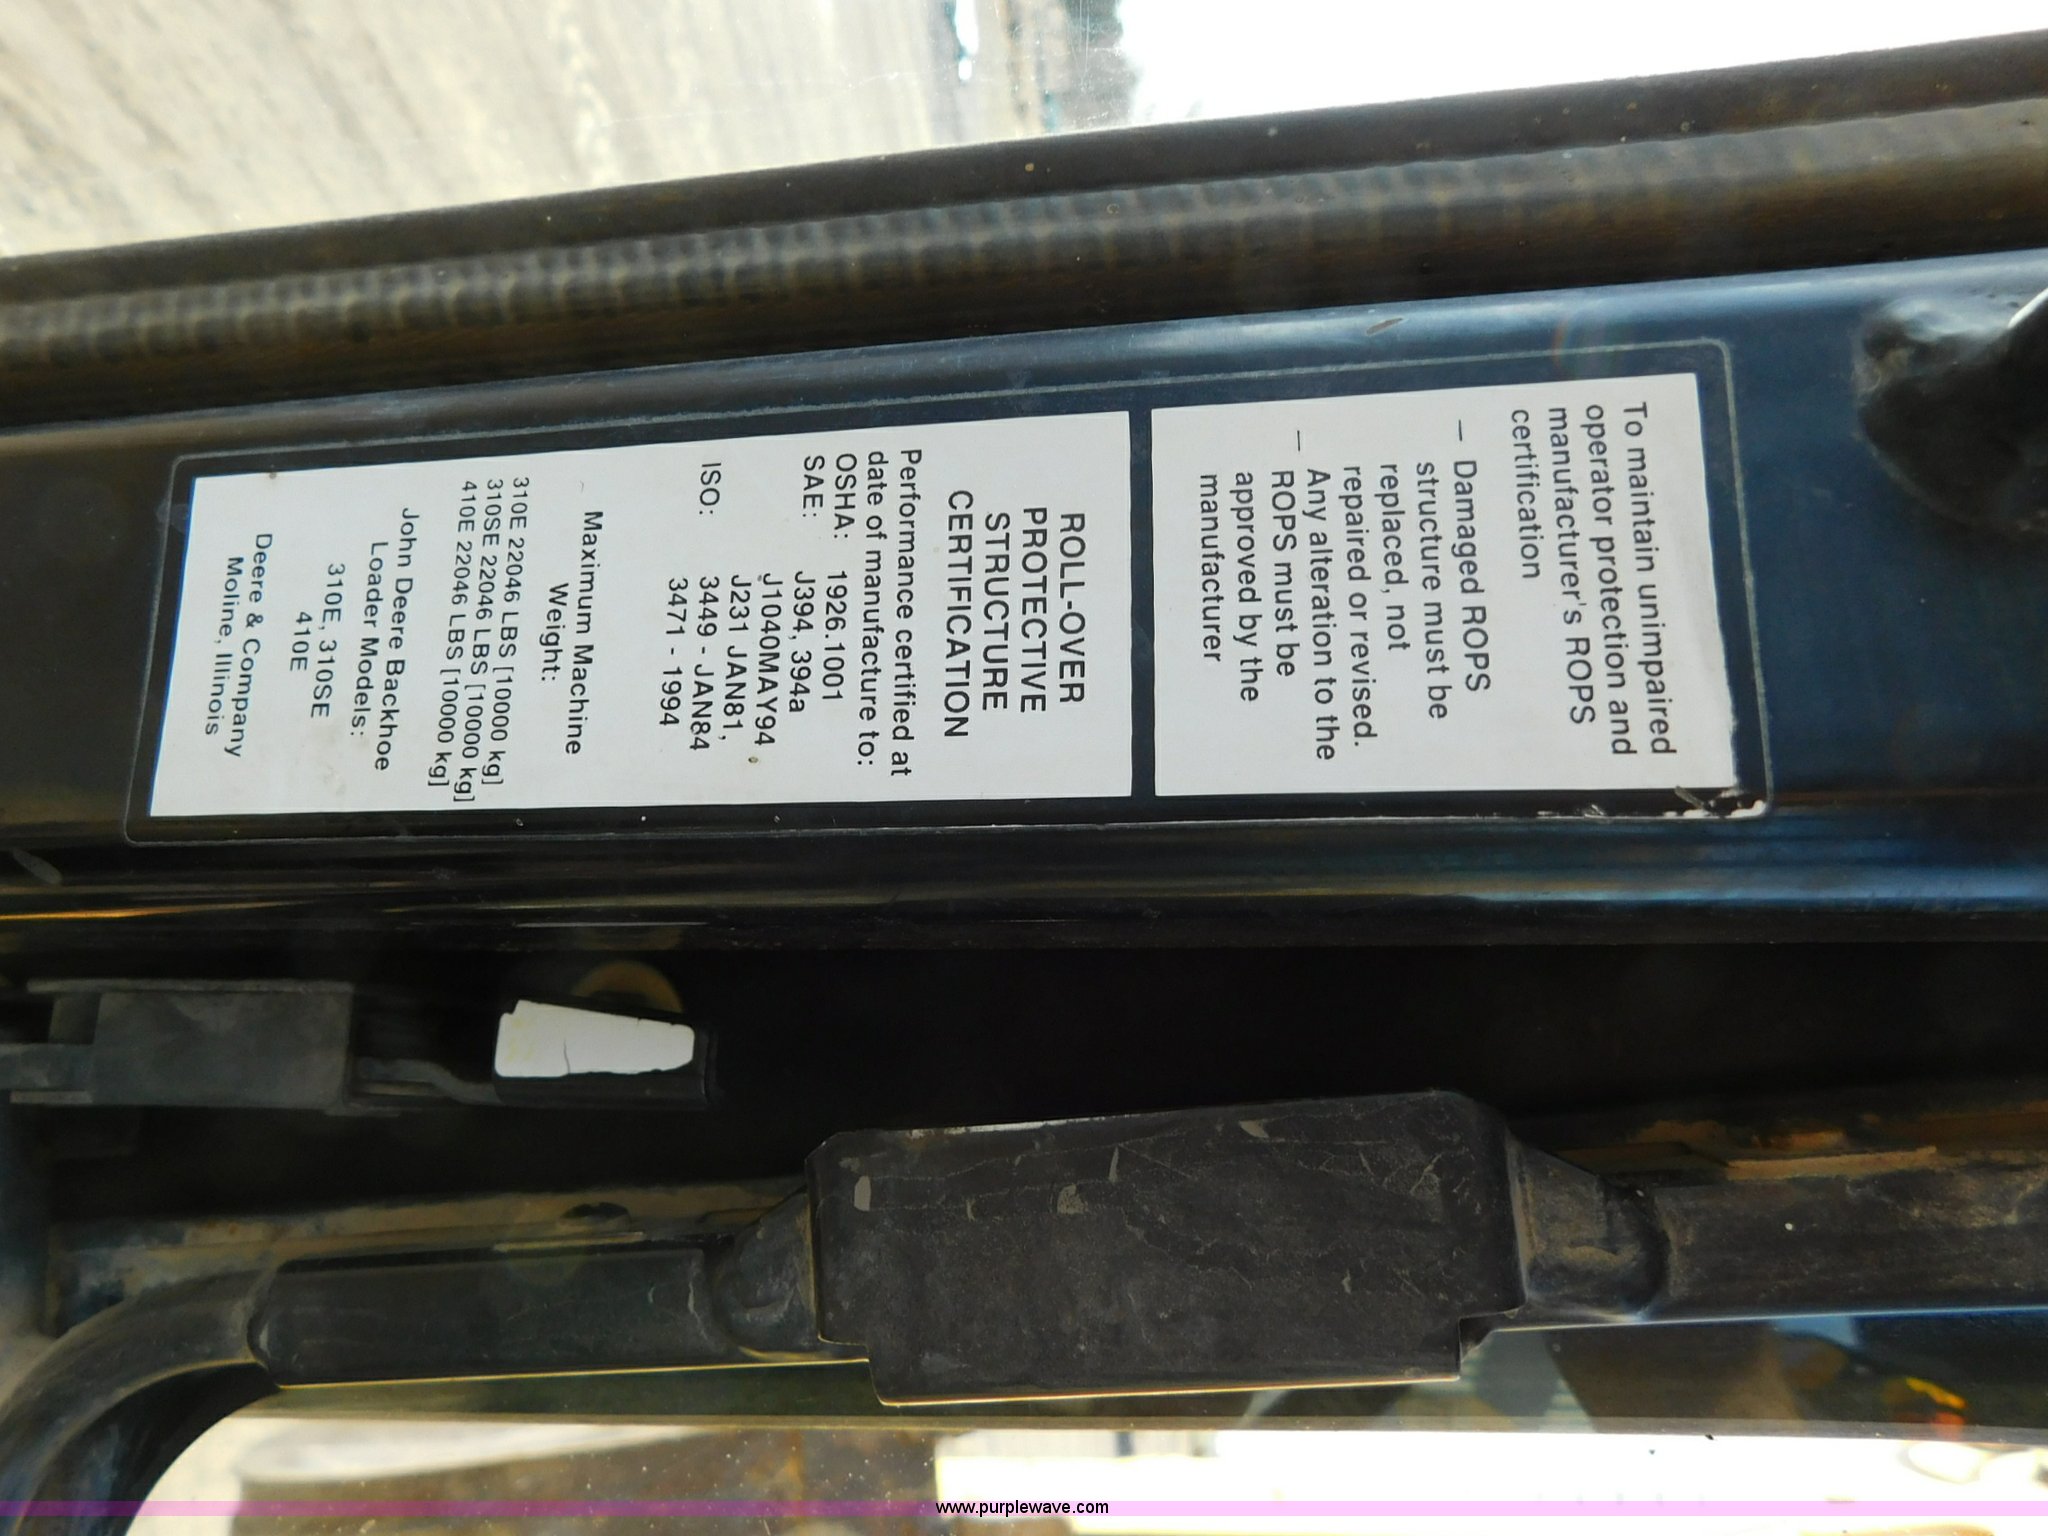 To maintain unimpaired
operator protection and
manufacturer's ROPS
certification
— Damaged ROPS
structure must be
replaced, not
repaired or revised.
— Any alteration to the
ROPS must be
approved by the
manufacturer
ROLL-OVER
PROTECTIVE
STRUCTURE
CERTIFICATION
Performance certified at
date of manufacture to:
OSHA: 1926.1001
SAE: J394, 394a
J1040MAY94
J231 JAN81,
ISO: 3449 - JAN84
3471 - 1994
Maximum Machine
Weight:
310E 22046 LBS [10000 kg]
310SE 22046 LBS [10000 kg]
410E 22046 LBS [10000 kg]
John Deere Backhoe
Loader Models:
310E, 310SE
410E
Deere & Company
Moline, Illinois
www.purplewave.com